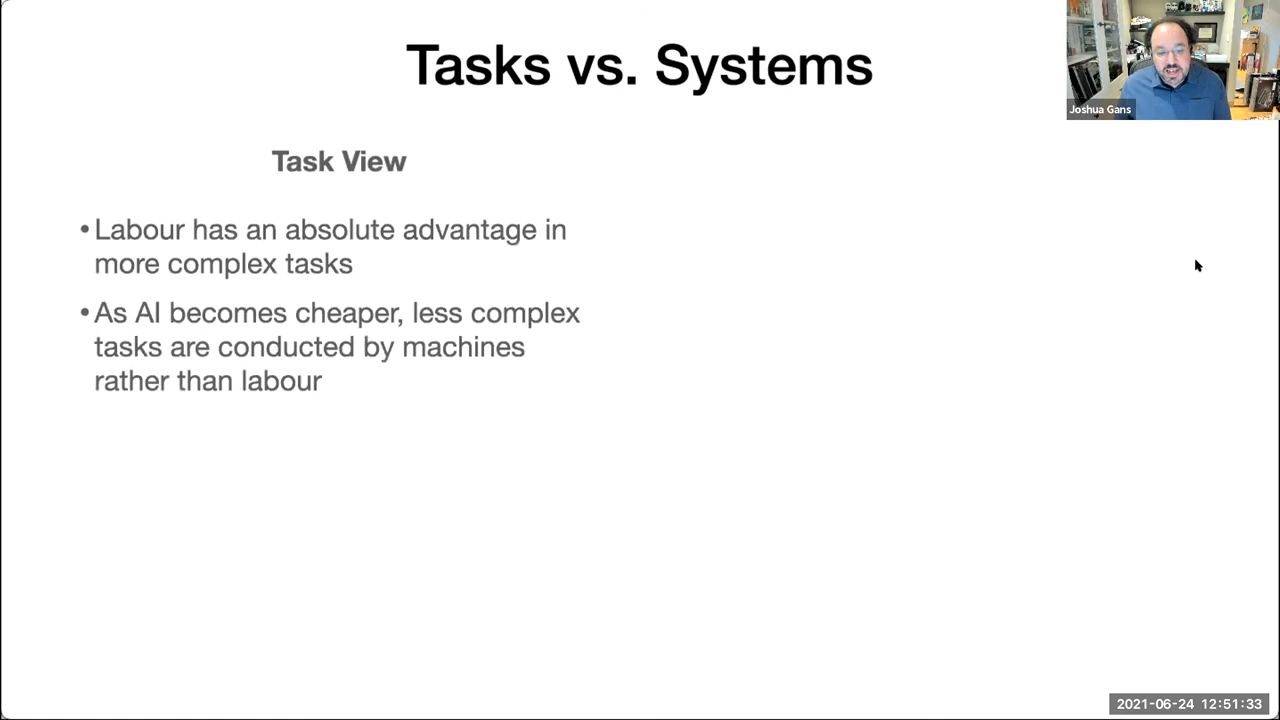 Tasks vs. Systems
Joshua Gans
Task View
•Labour has an absolute advantage in
more complex tasks
•As AI becomes cheaper, less complex
tasks are conducted by machines
rather than labour
2021-06-24 12:51:33